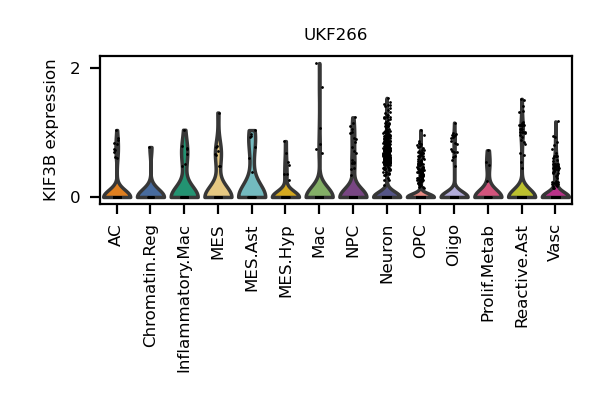 UKF266
KIF3B expression
2
0
AC
Chromatin.Reg
Inflammatory.Mac
MES
MES.Ast
MES.Hyp
Mac
NPC
Neuron
OPC
Oligo
Prolif.Metab
Reactive.Ast
Vasc